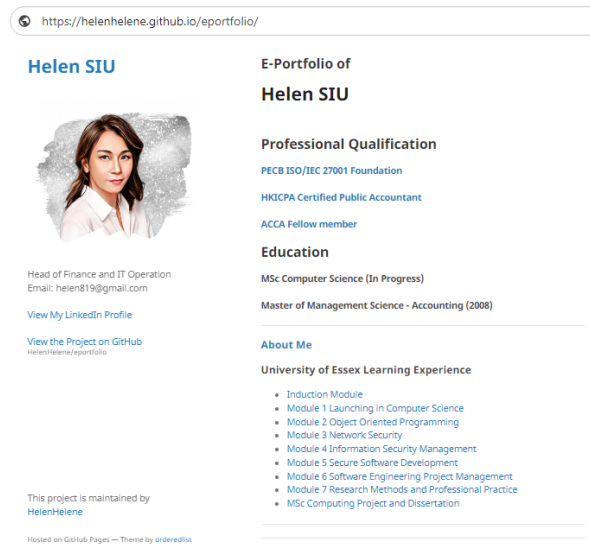 https://helenhelene.github.io/eportfolio/
Helen SIU
Head of Finance and IT Operation
Email: helen819@gmail.com
View My LinkedIn Profile
View the Project on GitHub
HelenHelene/eportfolio
This project is maintained by
HelenHelene
Hosted on GitHub Pages — Theme by orderedlist
E-Portfolio of
Helen SIU
Professional Qualification
PECB ISO/IEC 27001 Foundation
HKICPA Certified Public Accountant
ACCA Fellow member
Education
MSc Computer Science (In Progress)
Master of Management Science - Accounting (2008)
About Me
University of Essex Learning Experience
Induction Module
Module 1 Launching in Computer Science
Module 2 Object Oriented Programming
Module 3 Network Security
Module 4 Information Security Management
Module 5 Secure Software Development
Module 6 Software Engineering Project Management
Module 7 Research Methods and Professional Practice
MSc Computing Project and Dissertation